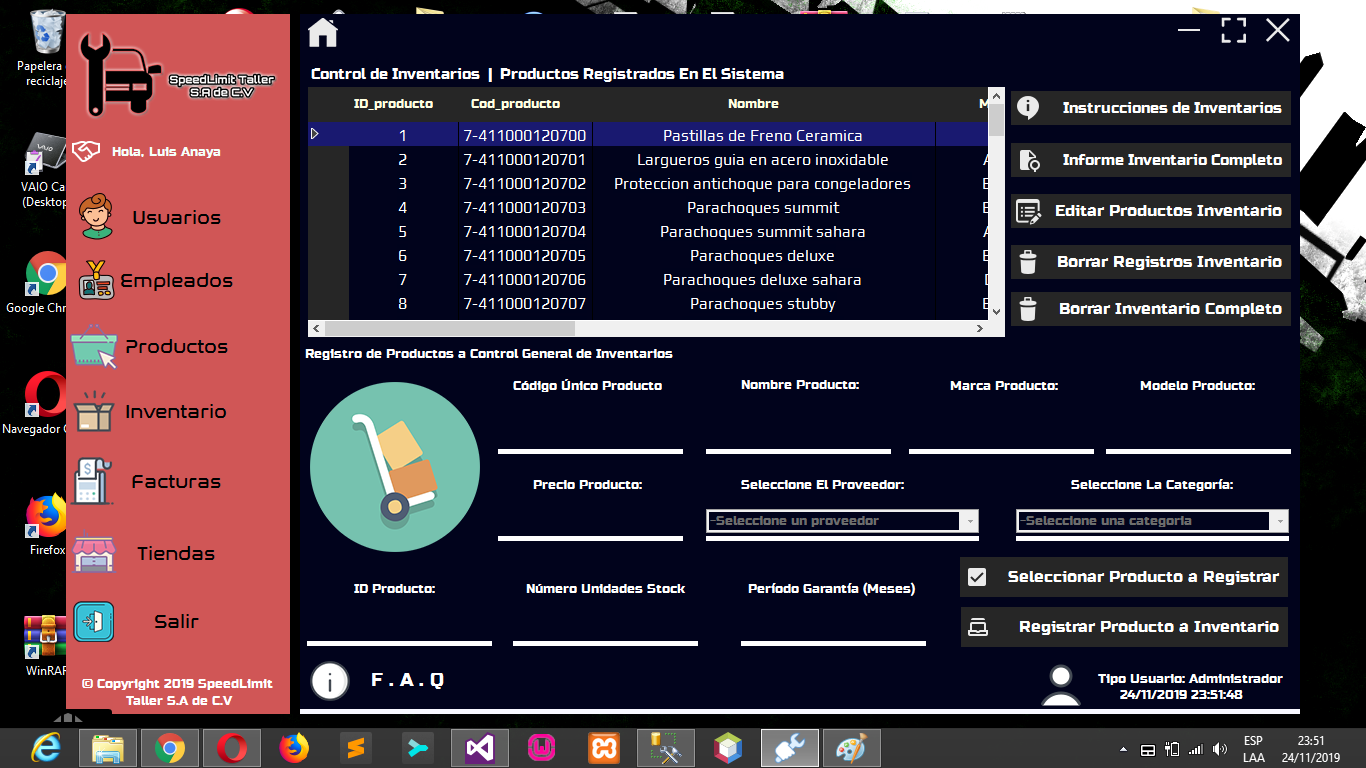 Papelera
reciclaje
VAIO Ca
(Desktop
Google Chr
Navegador
Firefox
WinRAR
SpeedLimit Taller
S.A de C.V
Hola, Luis Anaya
Usuarios
Empleados
Productos
Inventario
Facturas
Tiendas
Salir
© Copyright 2019 SpeedLimit
Taller S.A de C.V
Control de Inventarios | Productos Registrados En El Sistema
ID_producto Cod_producto Nombre M
1 7-411000120700 Pastillas de Freno Ceramica
2 7-411000120701 Largueros guia en acero inoxidable
3 7-411000120702 Proteccion antichoque para congeladores
4 7-411000120703 Parachoques summit
5 7-411000120704 Parachoques summit sahara
6 7-411000120705 Parachoques deluxe
7 7-411000120706 Parachoques deluxe sahara
8 7-411000120707 Parachoques stubby
Instrucciones de Inventarios
Informe Inventario Completo
Editar Productos Inventario
Borrar Registros Inventario
Borrar Inventario Completo
Registro de Productos a Control General de Inventarios
Código Único Producto Nombre Producto: Marca Producto: Modelo Producto:
Precio Producto: Seleccione El Proveedor: Seleccione La Categoría:
-Seleccione un proveedor -Seleccione una categoria
ID Producto: Número Unidades Stock Período Garantía (Meses)
Seleccionar Producto a Registrar
Registrar Producto a Inventario
F . A . Q
Tipo Usuario: Administrador
24/11/2019 23:51:48
ESP 23:51
LAA 24/11/2019